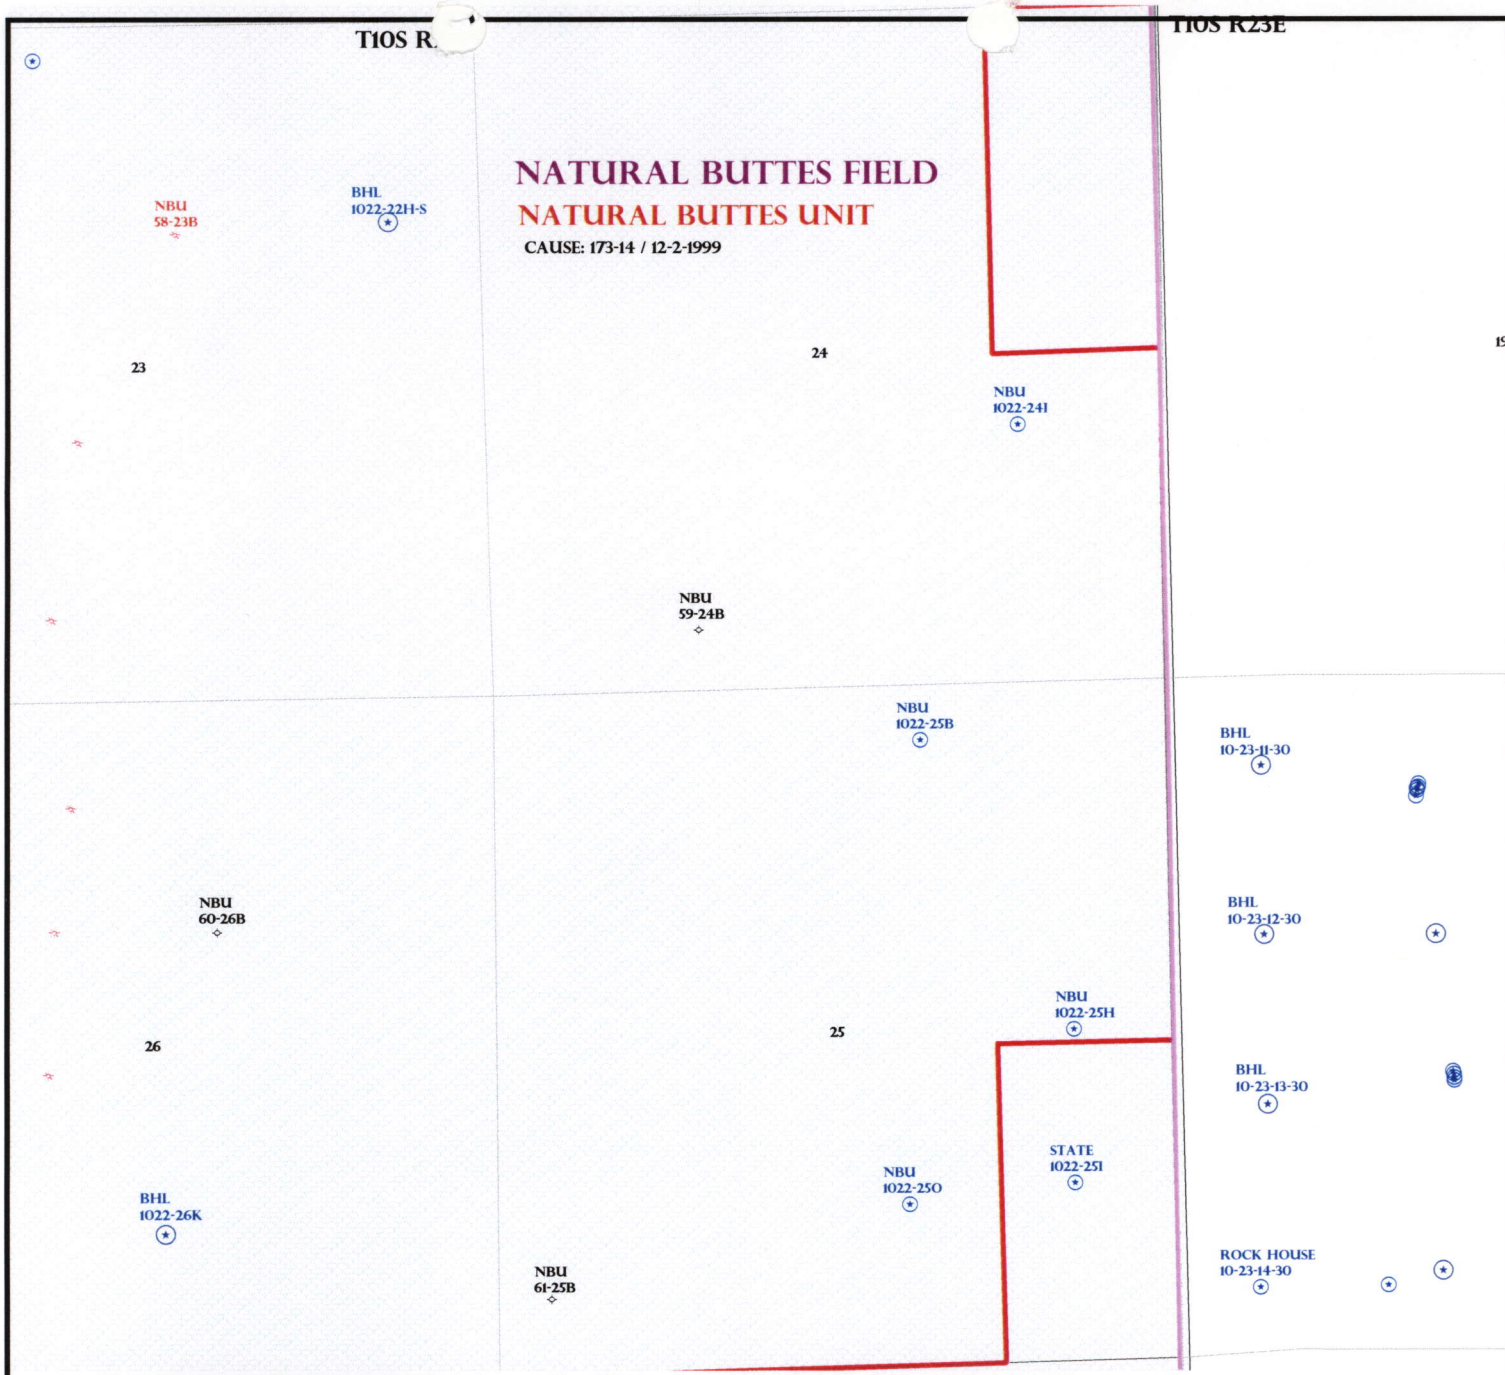 T10S R
T10S R23E
NATURAL BUTTES FIELD
NATURAL BUTTES UNIT
CAUSE: 173-14 / 12-2-1999
NBU
58-23B
BHL
1022-22H-S
23
24
19
NBU
1022-24I
NBU
59-24B
NBU
1022-25B
BHL
10-23-11-30
NBU
60-26B
BHL
10-23-12-30
NBU
1022-25H
26
25
BHL
10-23-13-30
STATE
1022-25I
NBU
1022-25O
BHL
1022-26K
ROCK HOUSE
10-23-14-30
NBU
61-25B